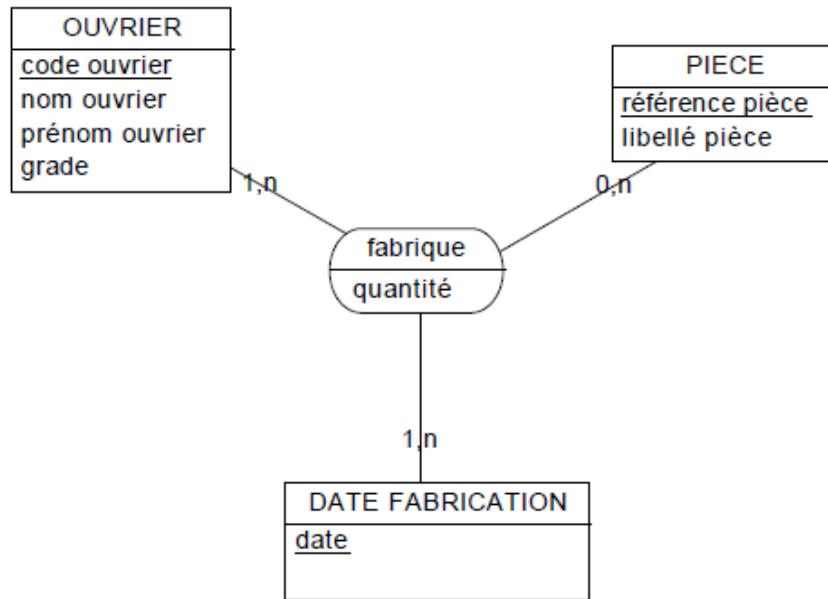 OUVRIER
code ouvrier
nom ouvrier
prénom ouvrier
grade
PIECE
référence pièce
libellé pièce
1,n
0,n
fabrique
quantité
1,n
DATE FABRICATION
date